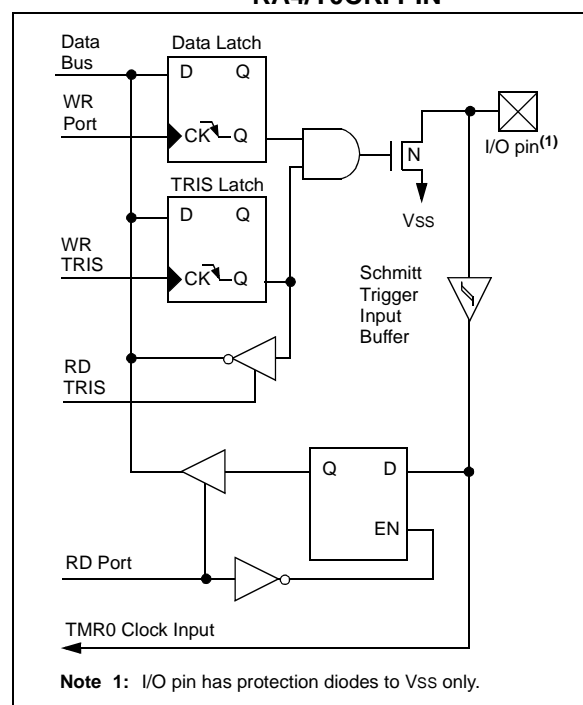 Data
Bus
Data Latch
D Q
WR
Port
CK Q
N
I/O pin(1)
VSS
TRIS Latch
D Q
WR
TRIS
CK Q
Schmitt
Trigger
Input
Buffer
RD
TRIS
Q D
EN
RD Port
TMR0 Clock Input
Note 1: I/O pin has protection diodes to VSS only.